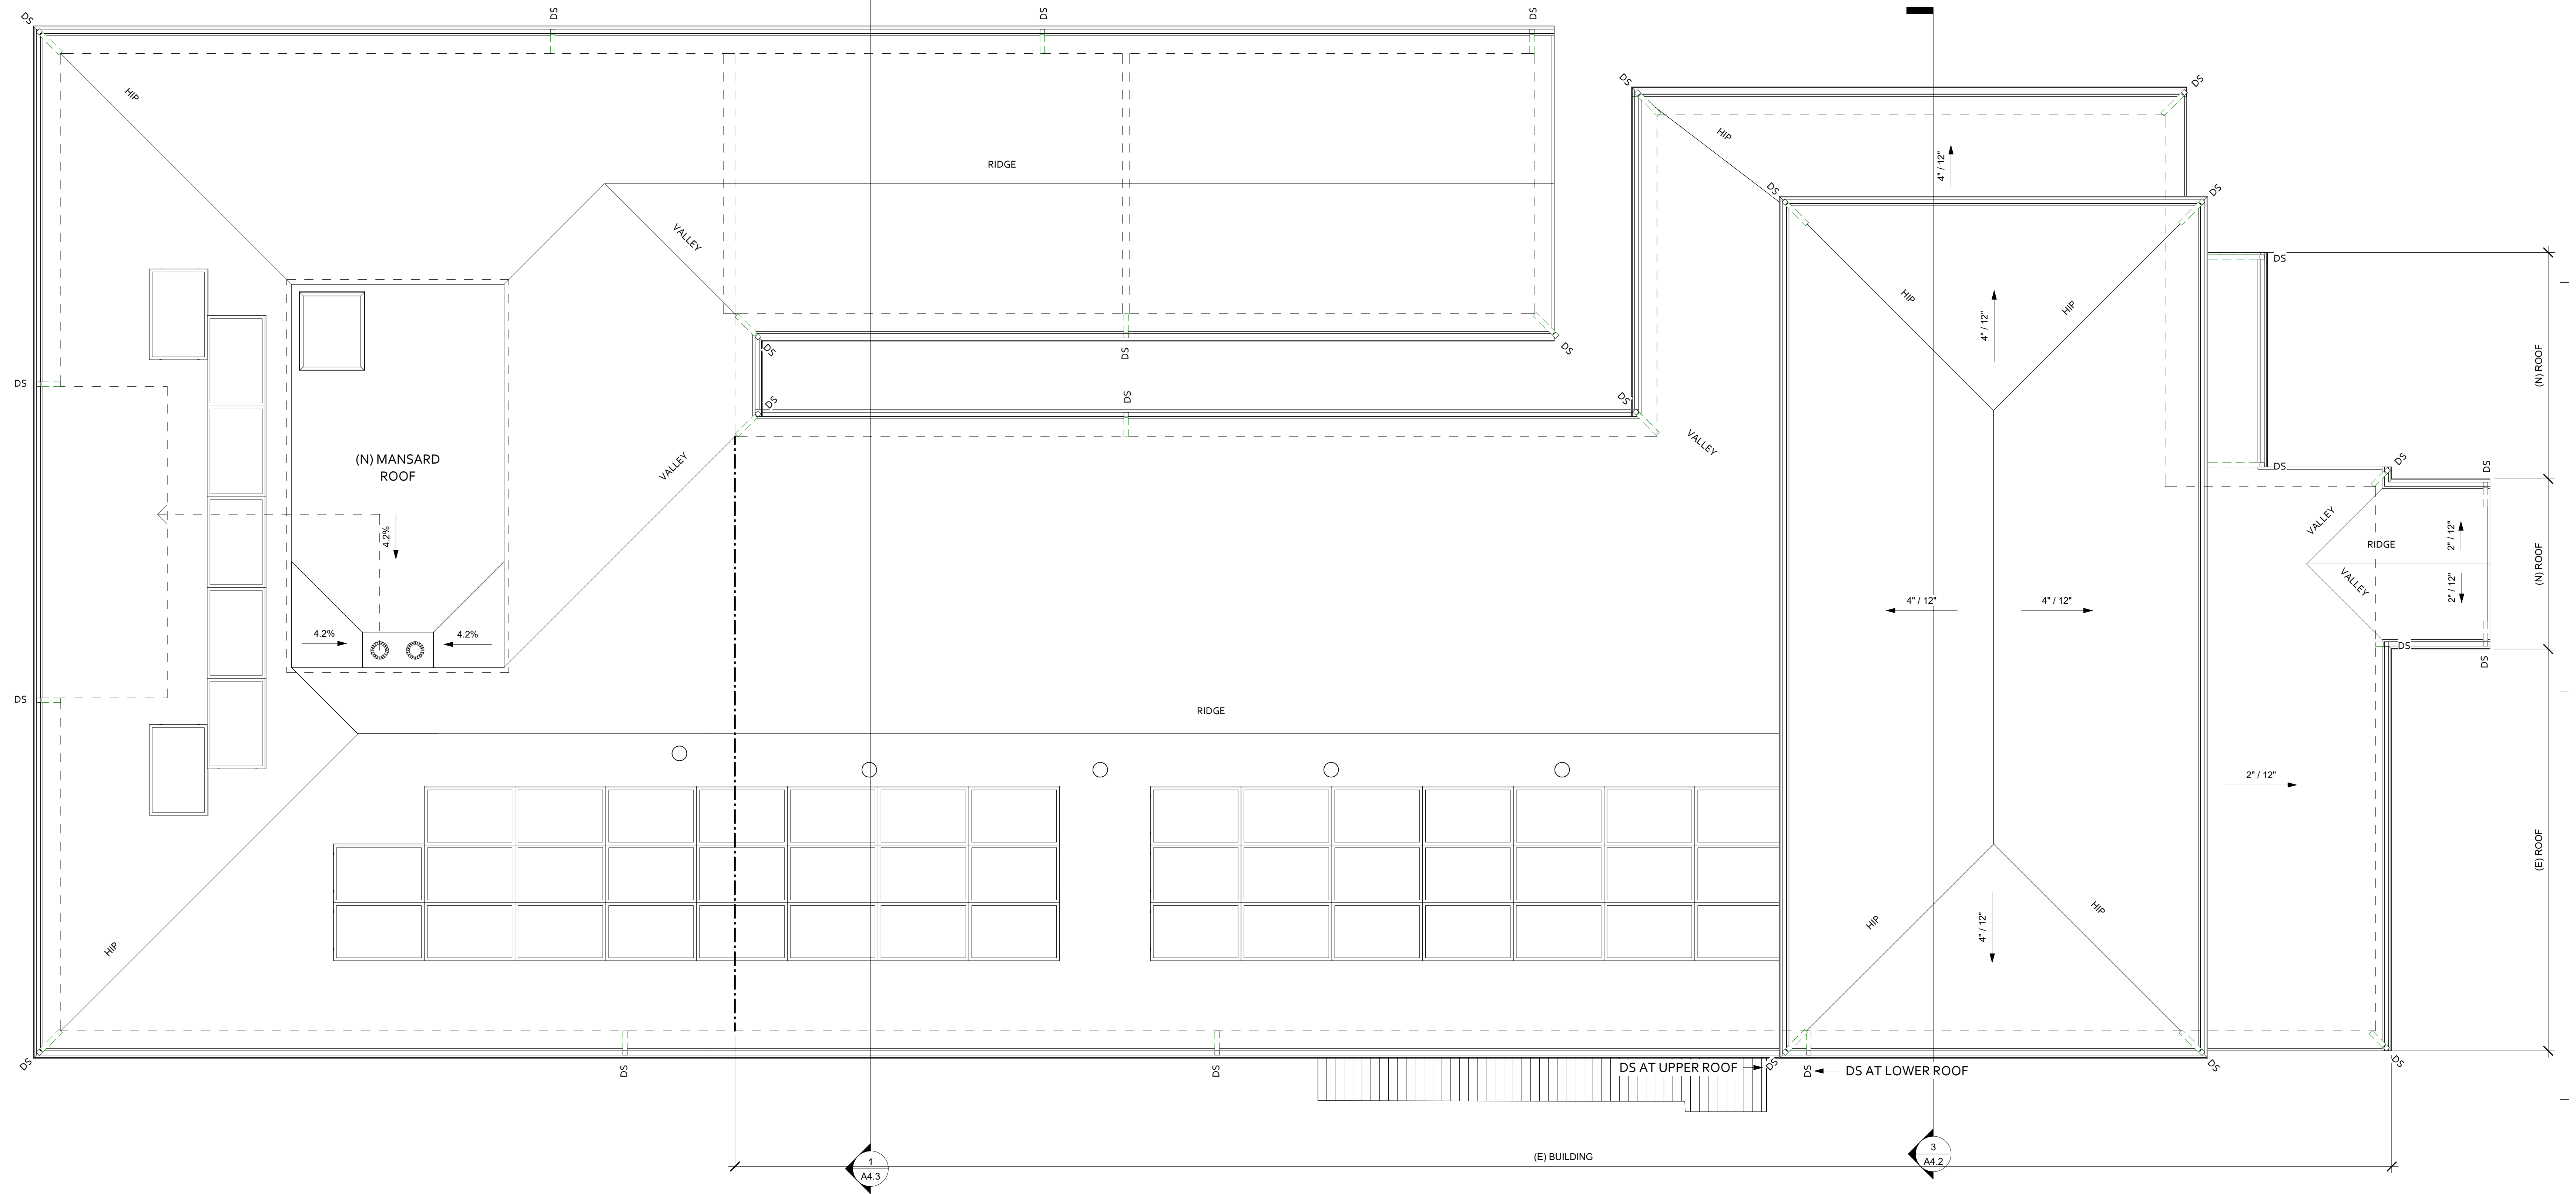 DS
DS
DS
DS
DS
DS
HIP
HIP
4" / 12"
RIDGE
DS
DS
VALLEY
DS
HIP
HIP
4" / 12"
DS
DS
DS
(N) ROOF
DS
DS
DS
DS
VALLEY
VALLEY
(N) MANSARD
ROOF
DS
DS
DS
VALLEY
RIDGE
2" / 12"
4.2%
VALLEY
2" / 12"
(N) ROOF
4" / 12"
4" / 12"
4.2%
4.2%
DS
DS
DS
RIDGE
2" / 12"
(E) ROOF
HIP
HIP
HIP
4" / 12"
DS
DS
DS
DS AT UPPER ROOF
DS
DS
DS AT LOWER ROOF
DS
DS
(E) BUILDING
1
A4.3
3
A4.2